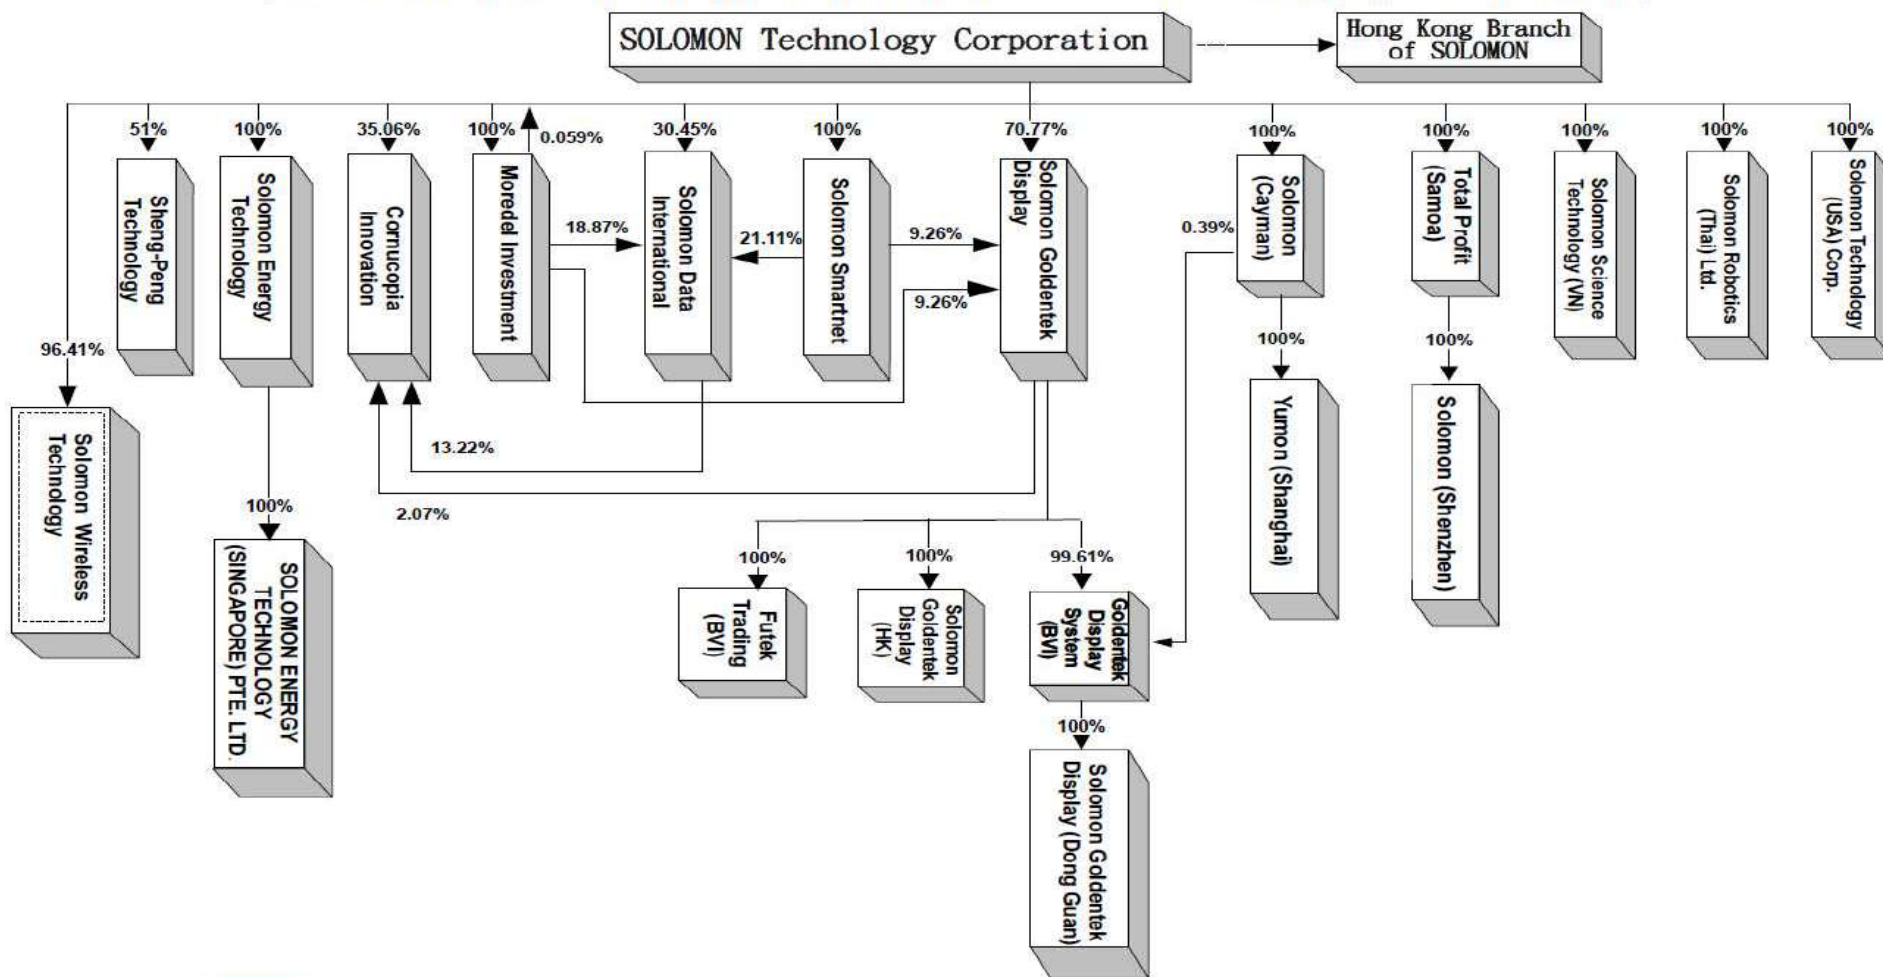 SOLOMON Technology Corporation
Hong Kong Branch
of SOLOMON
51%
100%
35.06%
100%
0.059%
30.45%
100%
70.77%
100%
100%
100%
100%
100%
Sheng-Peng
Technology
Solomon Energy
Technology
Cornucopia
Innovation
Moredel Investment
Solomon Data
International
Solomon Smartnet
Solomon Goldentek
Display
Solomon
(Cayman)
Total Profit
(Samoa)
Solomon Science
Technology (VN)
Solomon Robotics
(Thai) Ltd.
Solomon Technology
(USA) Corp.
18.87%
21.11%
9.26%
9.26%
0.39%
96.41%
100%
100%
Solomon Wireless
Technology
13.22%
2.07%
Yumon (Shanghai)
Solomon (Shenzhen)
100%
SOLOMON ENERGY
TECHNOLOGY
(SINGAPORE) PTE. LTD.
100%
100%
99.61%
Futek
Trading
(BVI)
Solomon
Goldentek
Display
(HK)
Goldentek
Display
System
(BVI)
100%
Solomon Goldentek
Display (Dong Guan)